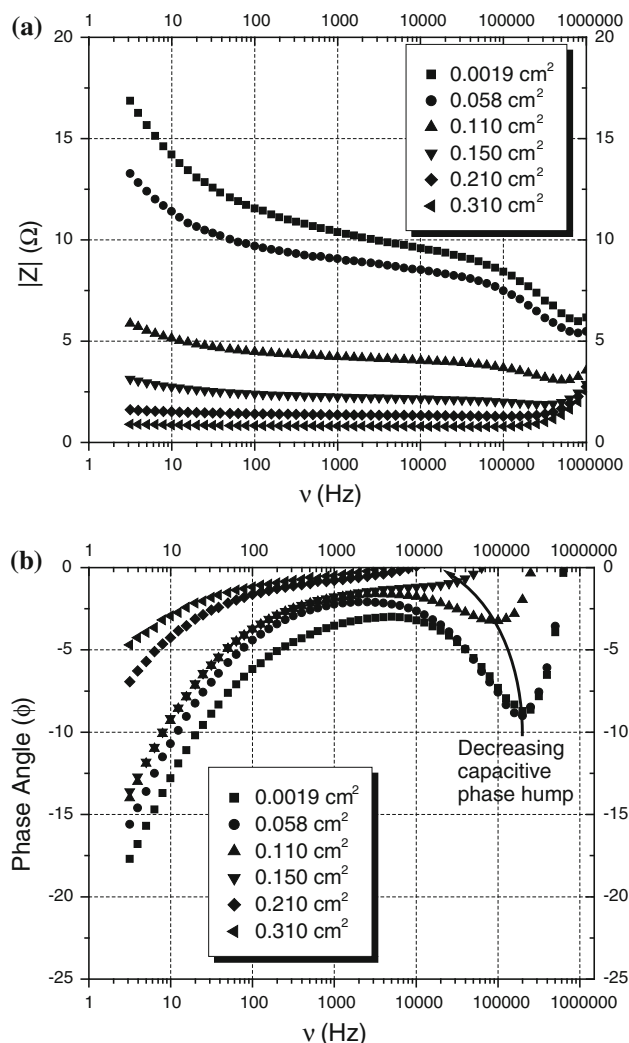 (a)
1 10 100 1000 10000 100000 1000000
20 20
15 15
10 10
5 5
0 0
|Z| (Ω)
0.0019 cm²
0.058 cm²
0.110 cm²
0.150 cm²
0.210 cm²
0.310 cm²
1 10 100 1000 10000 100000 1000000
ν (Hz)
(b)
1 10 100 1000 10000 100000 1000000
0 0
-5 -5
-10 -10
-15 -15
-20 -20
-25 -25
Phase Angle (ϕ)
Decreasing
capacitive
phase hump
0.0019 cm²
0.058 cm²
0.110 cm²
0.150 cm²
0.210 cm²
0.310 cm²
1 10 100 1000 10000 100000 1000000
ν (Hz)